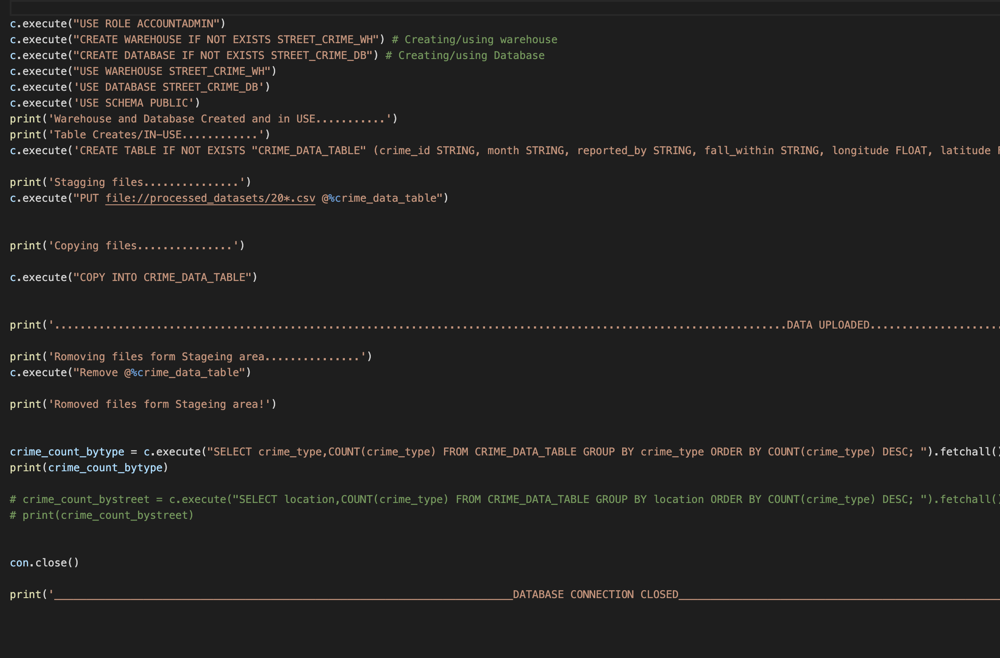 c.execute("USE ROLE ACCOUNTADMIN")
c.execute("CREATE WAREHOUSE IF NOT EXISTS STREET_CRIME_WH") # Creating/using warehouse
c.execute("CREATE DATABASE IF NOT EXISTS STREET_CRIME_DB") # Creating/using Database
c.execute("USE WAREHOUSE STREET_CRIME_WH")
c.execute('USE DATABASE STREET_CRIME_DB')
c.execute('USE SCHEMA PUBLIC')
print('Warehouse and Database Created and in USE...........')
print('Table Creates/IN-USE............')
c.execute('CREATE TABLE IF NOT EXISTS "CRIME_DATA_TABLE" (crime_id STRING, month STRING, reported_by STRING, fall_within STRING, longitude FLOAT, latitude F
print('Stagging files...............')
c.execute("PUT file://processed_datasets/20*.csv @%crime_data_table")
print('Copying files...............')
c.execute("COPY INTO CRIME_DATA_TABLE")
print('...................................................................................................................DATA UPLOADED.....................
print('Romoving files form Stageing area...............')
c.execute("Remove @%crime_data_table")
print('Romoved files form Stageing area!')
crime_count_bytype = c.execute("SELECT crime_type,COUNT(crime_type) FROM CRIME_DATA_TABLE GROUP BY crime_type ORDER BY COUNT(crime_type) DESC; ").fetchall()
print(crime_count_bytype)
# crime_count_bystreet = c.execute("SELECT location,COUNT(crime_type) FROM CRIME_DATA_TABLE GROUP BY location ORDER BY COUNT(crime_type) DESC; ").fetchall()
# print(crime_count_bystreet)
con.close()
print('________________________________________________________________________DATABASE CONNECTION CLOSED___________________________________________________